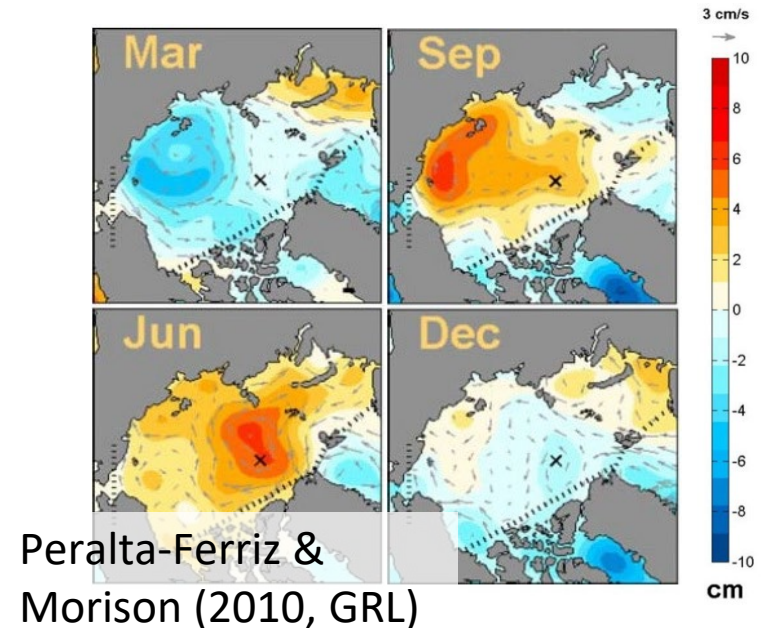 3 cm/s
Mar
Sep
10
8
6
4
2
0
-2
-4
-6
-8
-10
cm
Jun
Dec
Peralta-Ferriz &
Morison (2010, GRL)